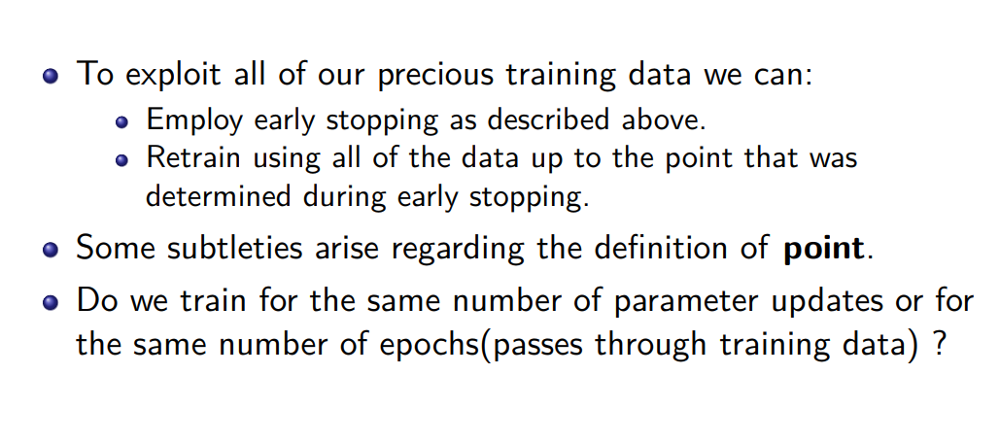 To exploit all of our precious training data we can:
Employ early stopping as described above.
Retrain using all of the data up to the point that was
determined during early stopping.
Some subtleties arise regarding the definition of point.
Do we train for the same number of parameter updates or for
the same number of epochs(passes through training data) ?